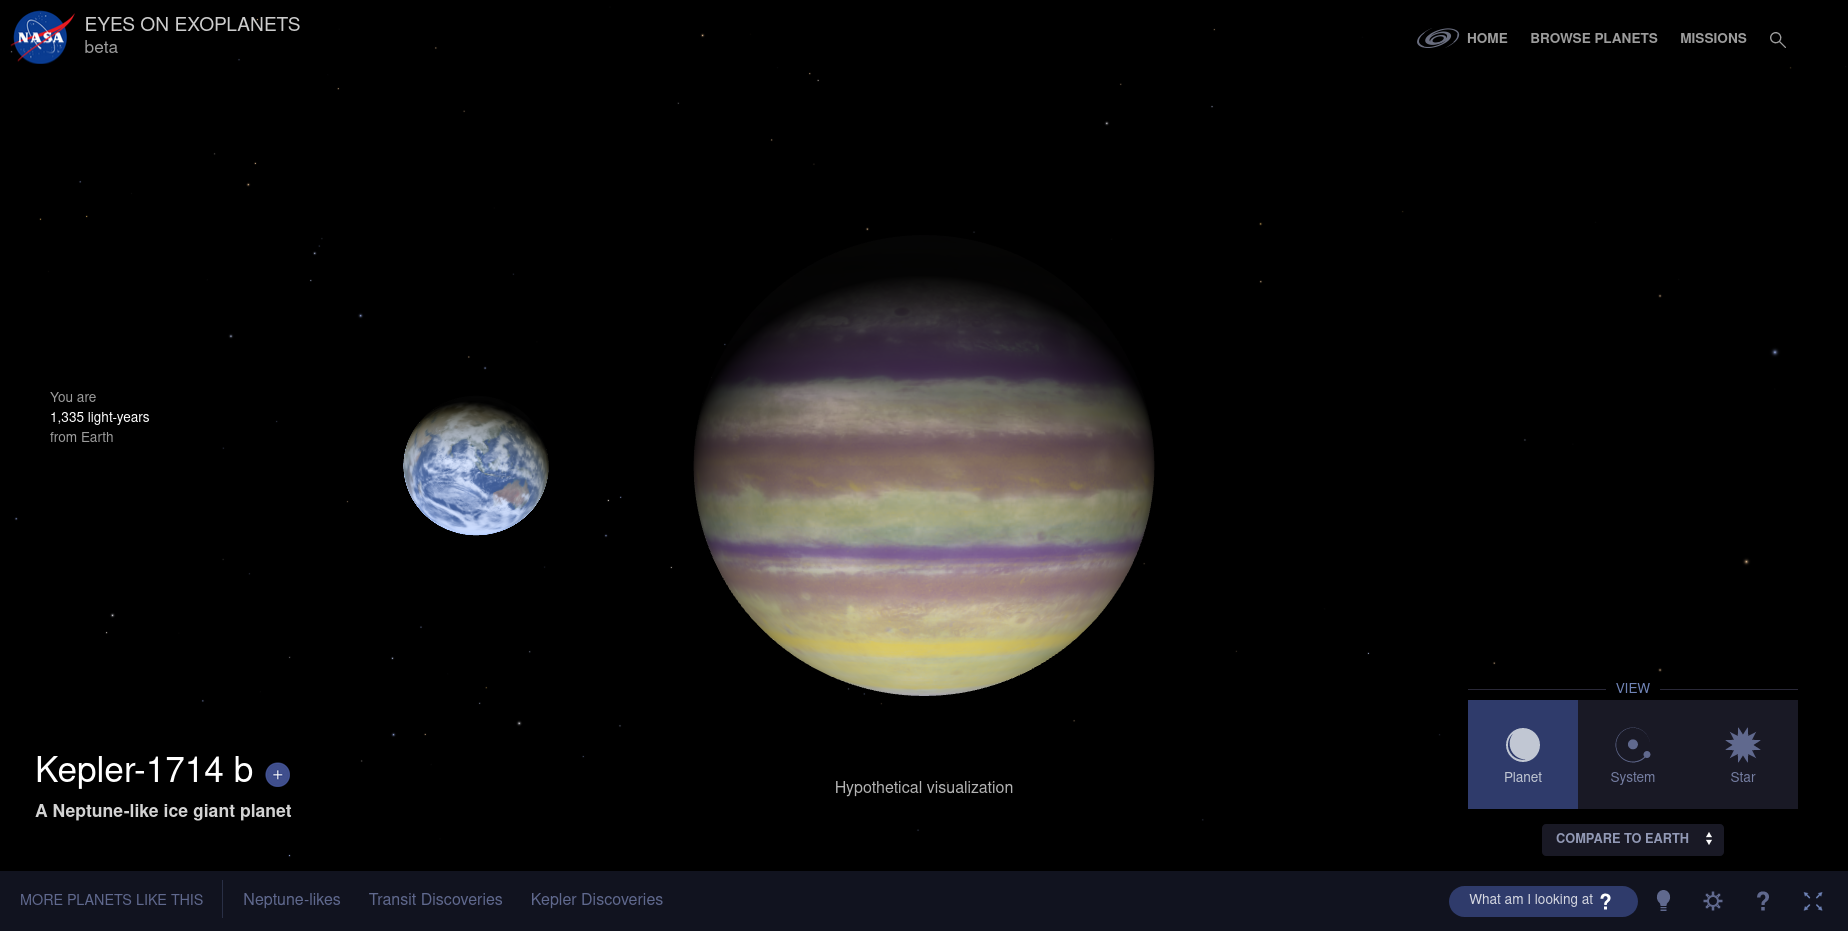 NASA
EYES ON EXOPLANETS
beta
HOME
BROWSE PLANETS
MISSIONS
You are
1,335 light-years
from Earth
Kepler-1714 b +
A Neptune-like ice giant planet
Hypothetical visualization
VIEW
Planet
System
Star
COMPARE TO EARTH
MORE PLANETS LIKE THIS
Neptune-likes
Transit Discoveries
Kepler Discoveries
What am I looking at ?
?